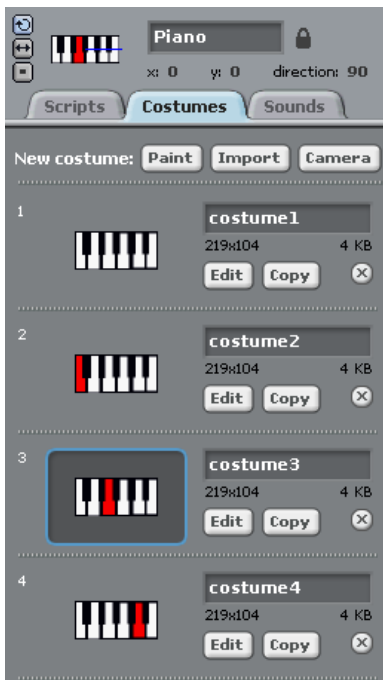 Piano
x: 0 y: 0 direction: 90
Scripts Costumes Sounds
New costume: Paint Import Camera
1
costume1
219x104 4 KB
Edit Copy
2
costume2
219x104 4 KB
Edit Copy
3
costume3
219x104 4 KB
Edit Copy
4
costume4
219x104 4 KB
Edit Copy